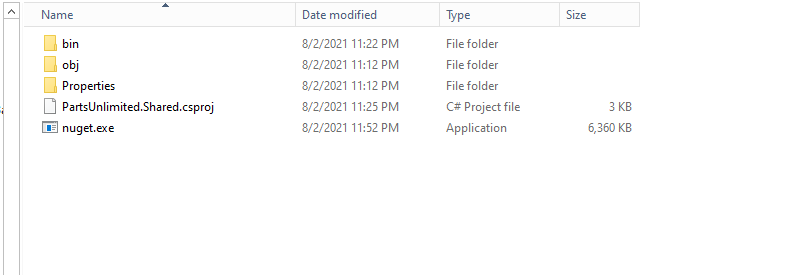 Name Date modified Type Size
bin 8/2/2021 11:22 PM File folder
obj 8/2/2021 11:12 PM File folder
Properties 8/2/2021 11:12 PM File folder
PartsUnlimited.Shared.csproj 8/2/2021 11:25 PM C# Project file 3 KB
nuget.exe 8/2/2021 11:52 PM Application 6,360 KB